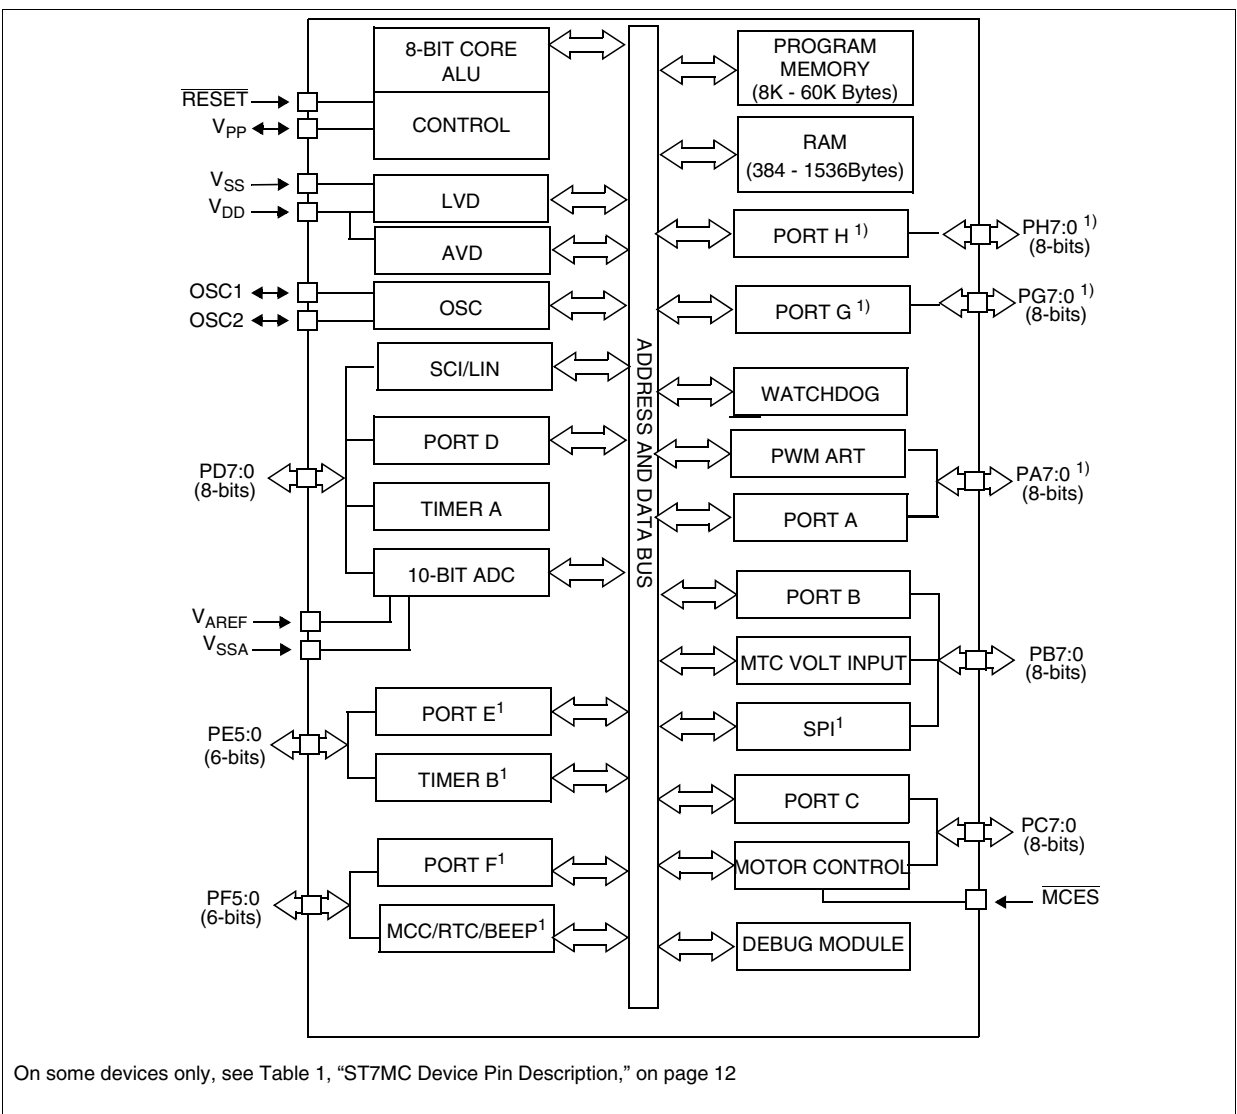 8-BIT CORE
ALU
CONTROL
RESET
VPP
VSS
VDD
LVD
AVD
OSC1
OSC2
OSC
SCI/LIN
PORT D
PD7:0
(8-bits)
TIMER A
10-BIT ADC
VAREF
VSSA
PORT E1
PE5:0
(6-bits)
TIMER B1
PORT F1
PF5:0
(6-bits)
MCC/RTC/BEEP1
ADDRESS AND DATA BUS
PROGRAM
MEMORY
(8K - 60K Bytes)
RAM
(384 - 1536Bytes)
PORT H 1)
PH7:0 1)
(8-bits)
PORT G 1)
PG7:0 1)
(8-bits)
WATCHDOG
PWM ART
PA7:0 1)
(8-bits)
PORT A
PORT B
MTC VOLT INPUT
PB7:0
(8-bits)
SPI1
PORT C
PC7:0
(8-bits)
MOTOR CONTROL
MCES
DEBUG MODULE
On some devices only, see Table 1, “ST7MC Device Pin Description,” on page 12